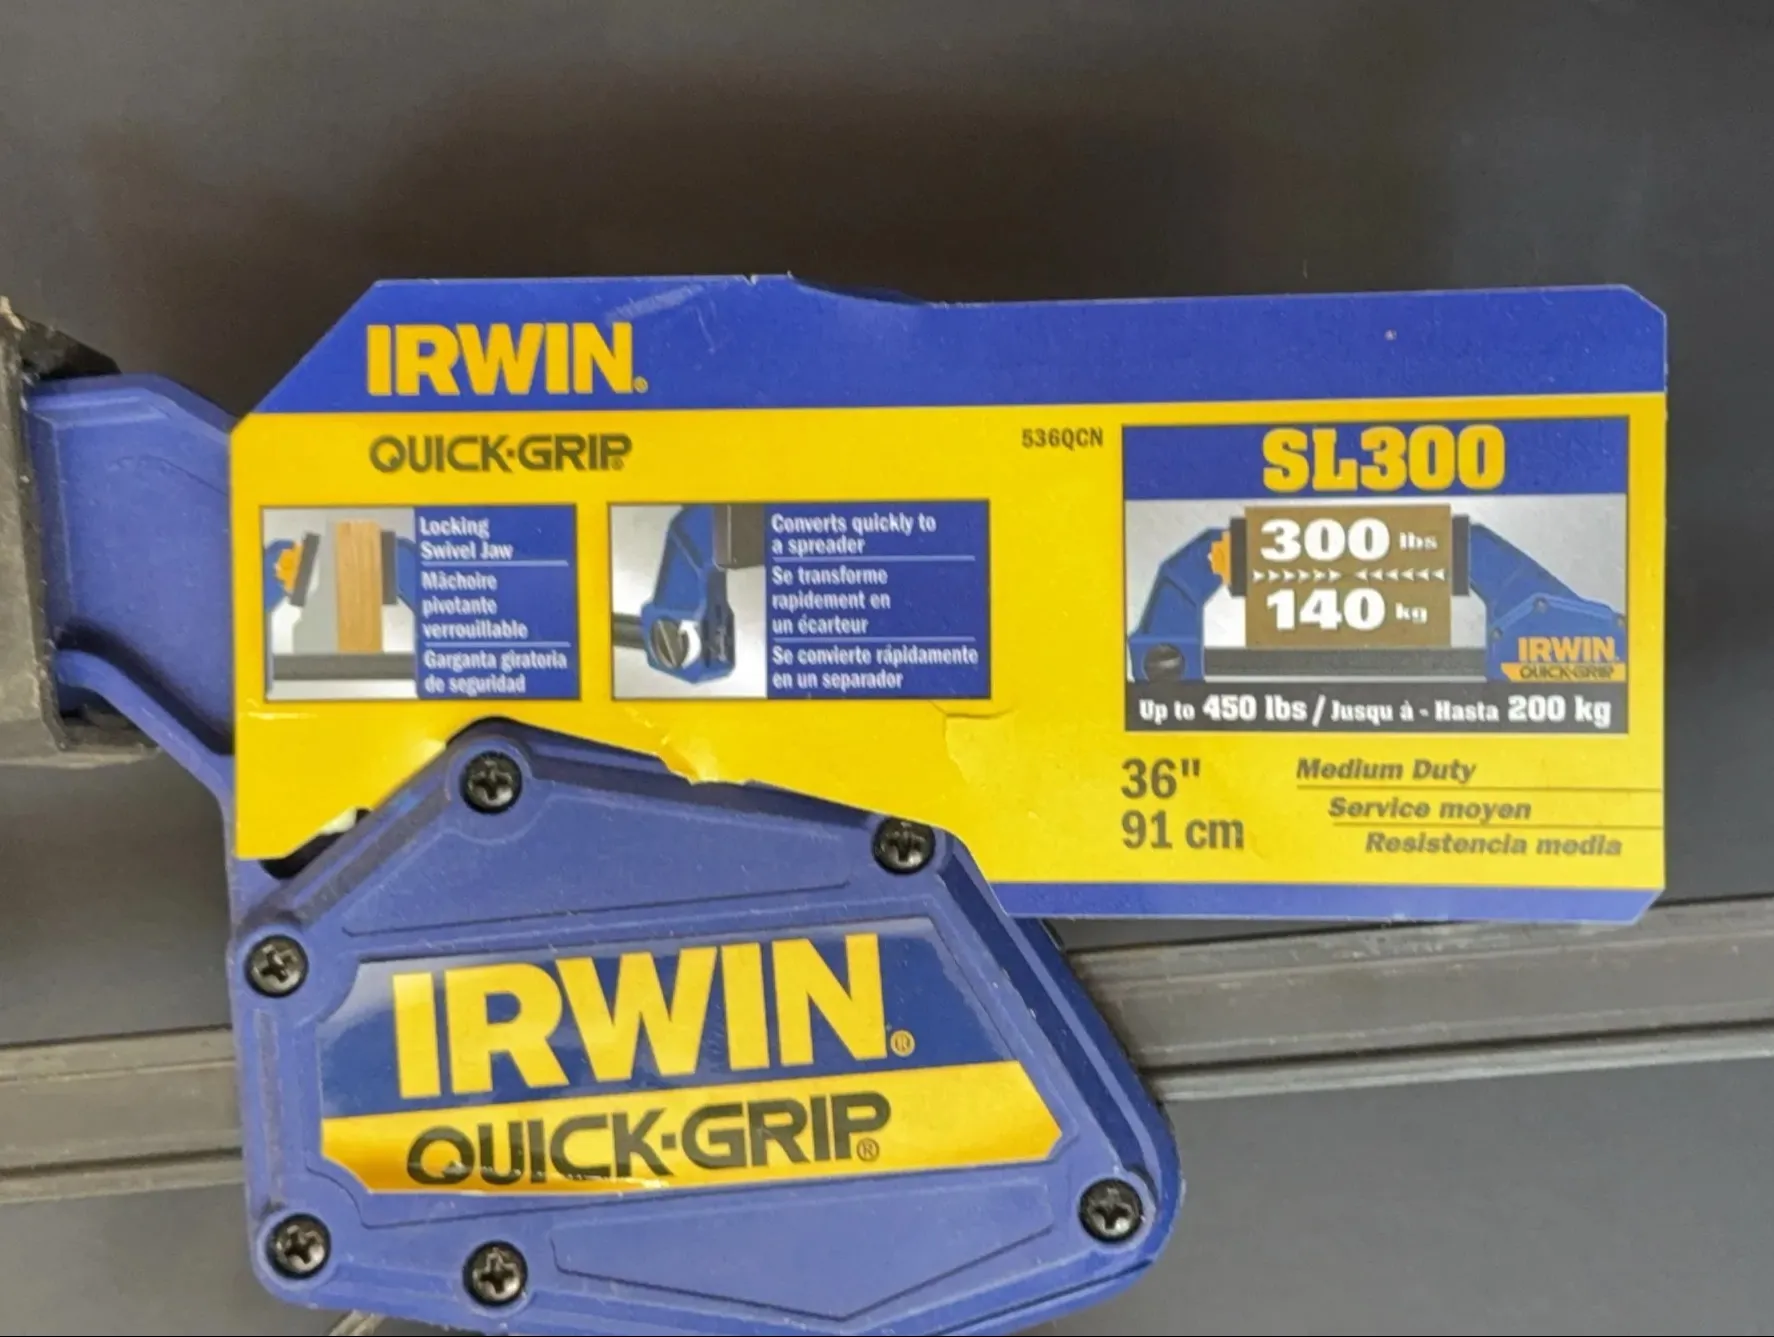 IRWIN®
QUICK-GRIP®
536QCN
Locking
Swivel Jaw
Mâchoire
pivotante
verrouillable
Garganta giratoria
de seguridad
Converts quickly to
a spreader
Se transforme
rapidement en
un écarteur
Se convierte rápidamente
en un separador
SL300
300 lbs
140 kg
IRWIN
QUICK-GRIP
Up to 450 lbs / Jusqu à - Hasta 200 kg
36"
91 cm
Medium Duty
Service moyen
Resistencia media
IRWIN®
QUICK-GRIP®